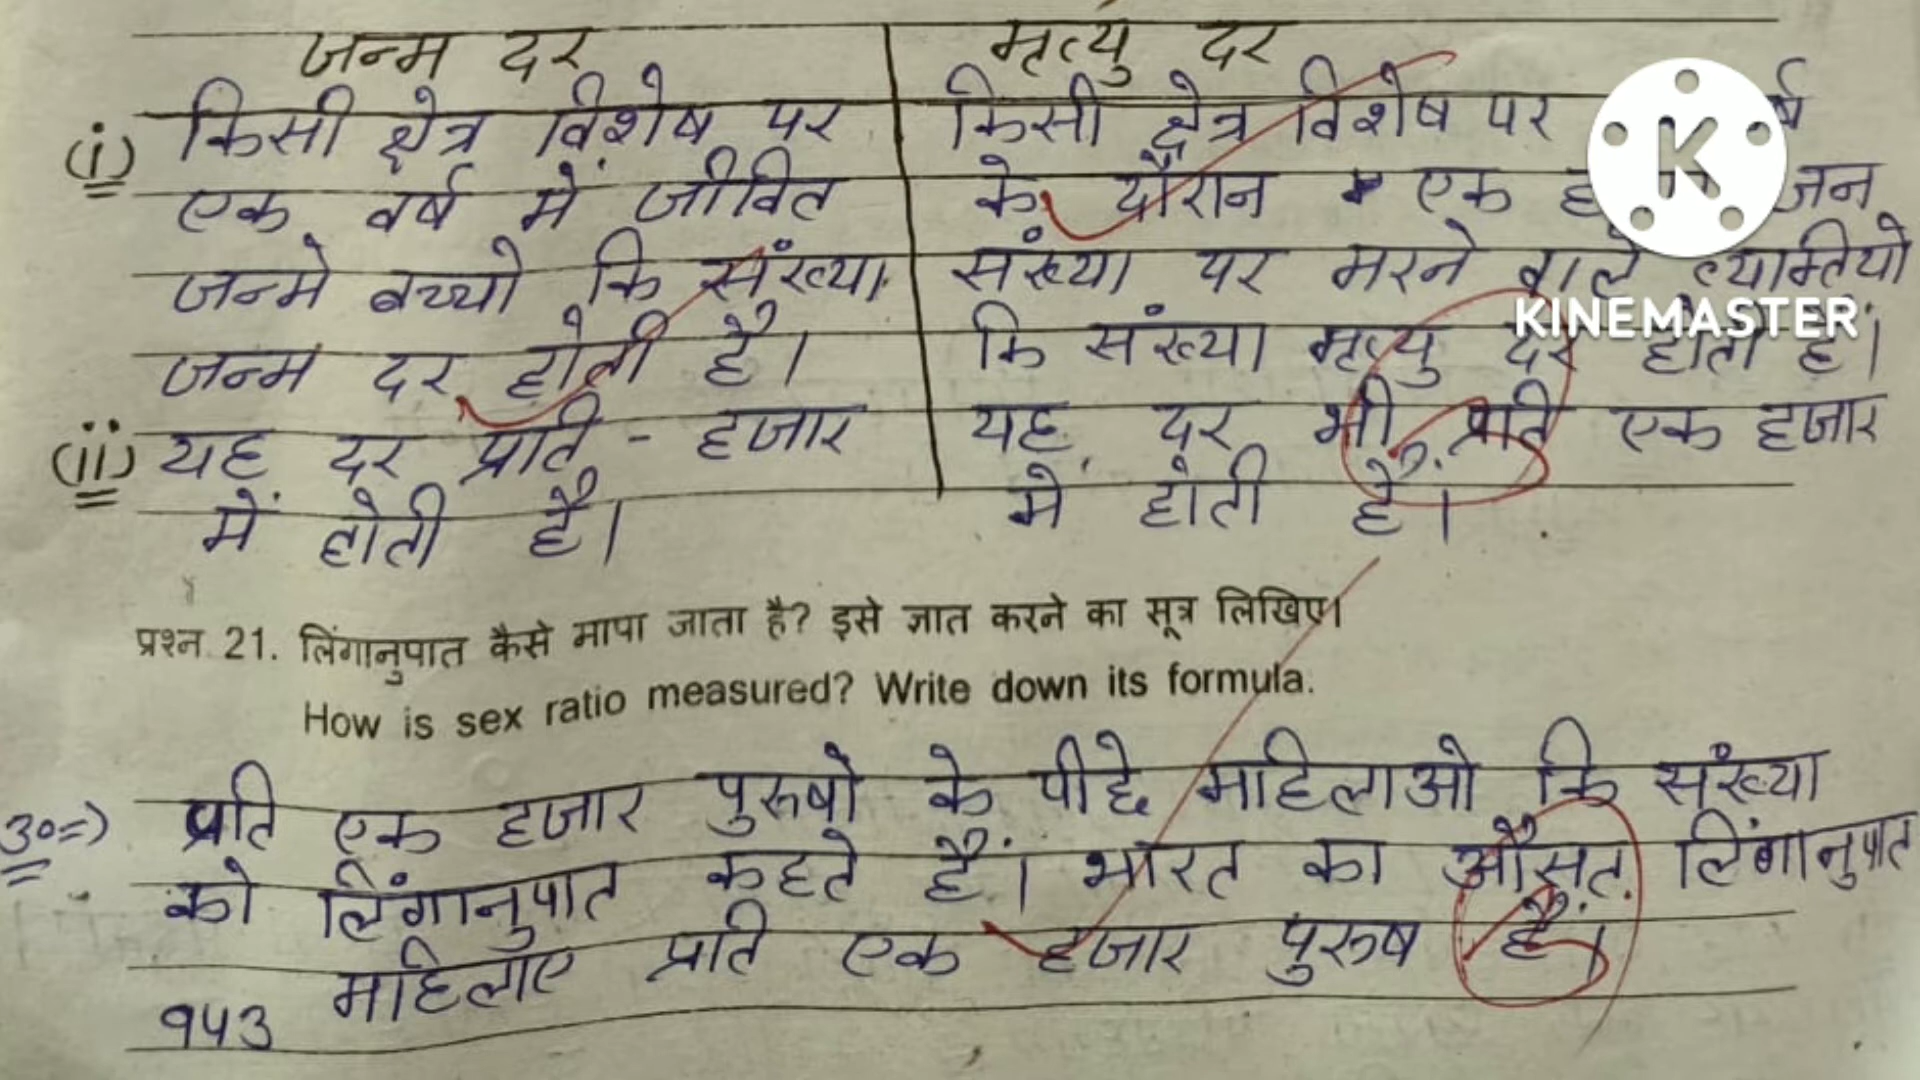 जन्म दर मृत्यु दर
(i) किसी क्षेत्र विशेष पर
एक वर्ष में जीवित
जन्मे बच्चो कि संख्या
जन्म दर होती है।
(ii) यह दर प्रति - हजार
में होती है।
किसी क्षेत्र विशेष पर
के दौरान एक जन
संख्या पर मरने वाले व्याक्तियो
कि संख्या मृत्यु दर होती है।
यह दर भी प्रति एक हजार
में होती है।
K
KINEMASTER
प्रश्न 21. लिंगानुपात कैसे मापा जाता है? इसे ज्ञात करने का सूत्र लिखिए।
How is sex ratio measured? Write down its formula.
उ०=) प्रति एक हजार पुरुषो के पीछे महिलाओ कि संख्या
को लिंगानुपात कहते हैं। भारत का औसत लिंगानुपात
943 महिलाए प्रति एक हजार पुरुष है।